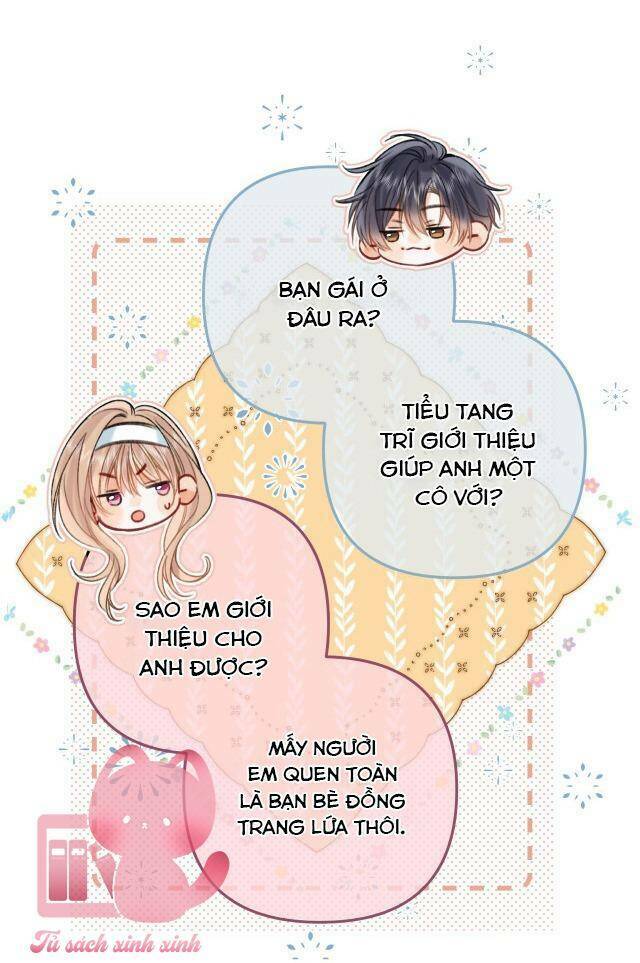 BẠN GÁI Ở
ĐÂU RA?
TIỂU TANG
TRĨ GIỚI THIỆU
GIÚP ANH MỘT
CÔ VỚI?
SAO EM GIỚI
THIỆU CHO
ANH ĐƯỢC?
MẤY NGƯỜI
EM QUEN TOÀN
LÀ BẠN BÈ ĐỒNG
TRANG LỨA THÔI.
Tủ sách xinh xinh